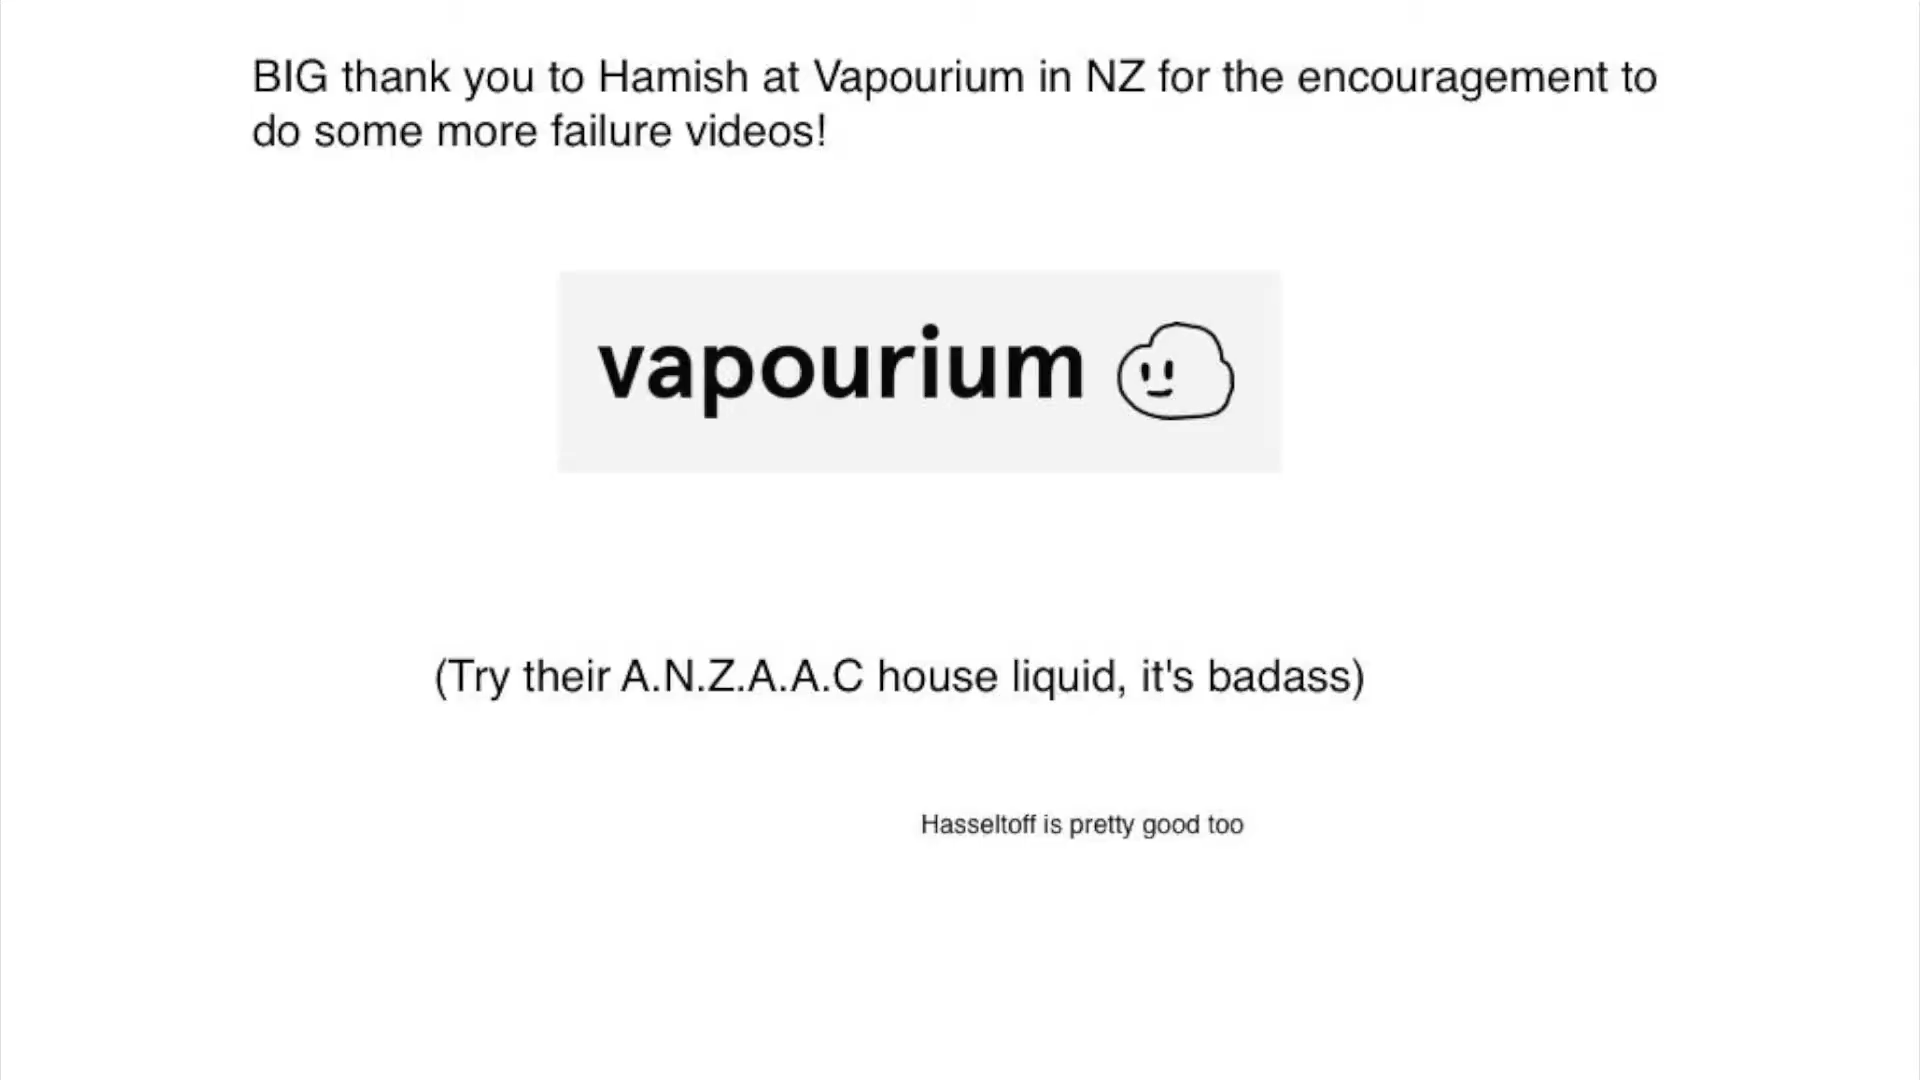 BIG thank you to Hamish at Vapourium in NZ for the encouragement to
do some more failure videos!
vapourium
(Try their A.N.Z.A.A.C house liquid, it's badass)
Hasseltoff is pretty good too